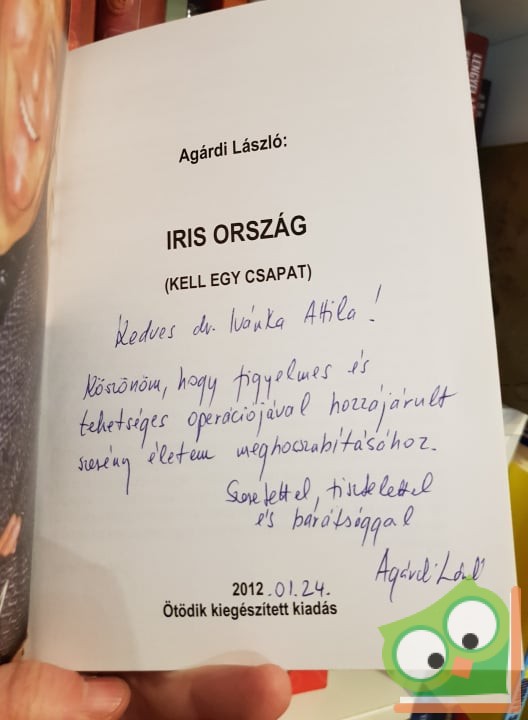 LENGYEL
Agárdi László:
IRIS ORSZÁG
(KELL EGY CSAPAT)
Kedves dr. Ivánka Attila!
Köszönöm, hogy figyelmes és
tehetséges operációjával hozzájárult
szerény életem meghosszabításához.
Szeretettel, tisztelettel
és barátsággal
Agárdi László
2012.01.24.
Ötödik kiegészített kiadás